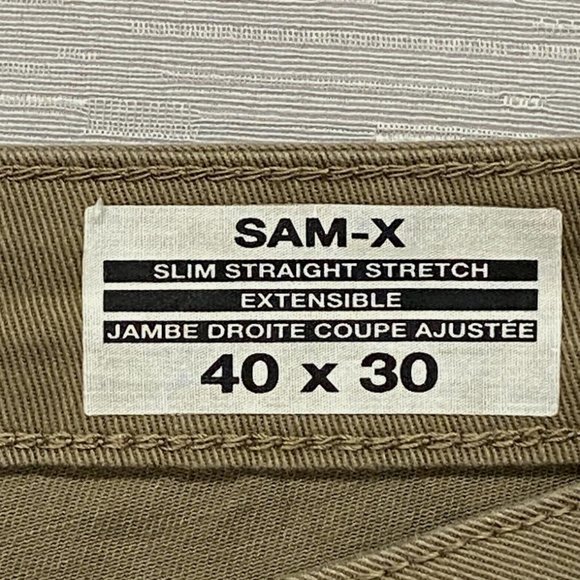 SAM-X
SLIM STRAIGHT STRETCH
EXTENSIBLE
JAMBE DROITE COUPE AJUSTÉE
40 x 30